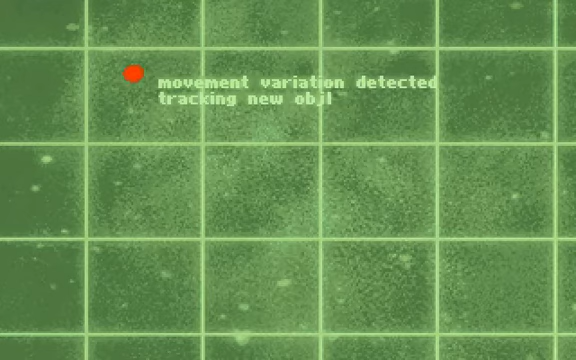 movement variation detected
tracking new obj